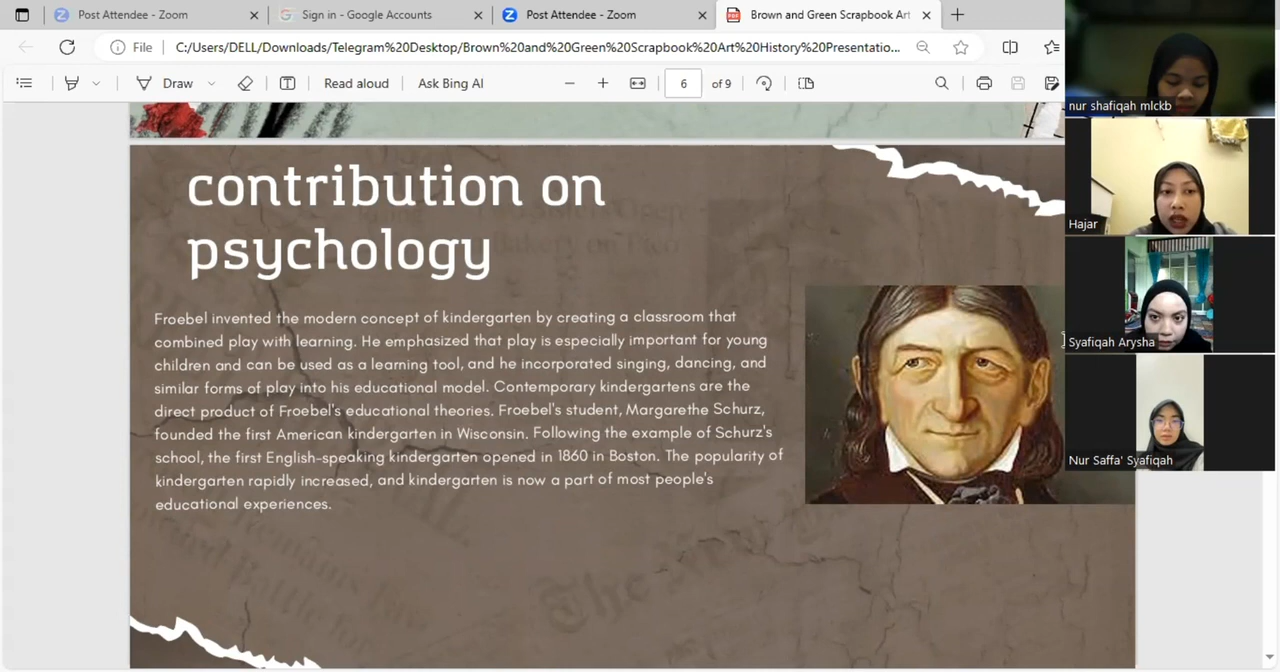 Post Attendee - Zoom
Sign in - Google Accounts
Post Attendee - Zoom
Brown and Green Scrapbook Art
File
C:/Users/DELL/Downloads/Telegram%20Desktop/Brown%20and%20Green%20Scrapbook%20Art%20History%20Presentatio...
Draw
Read aloud
Ask Bing AI
6
of 9
contribution on
psychology
Froebel invented the modern concept of kindergarten by creating a classroom that
combined play with learning. He emphasized that play is especially important for young
children and can be used as a learning tool, and he incorporated singing, dancing, and
similar forms of play into his educational model. Contemporary kindergartens are the
direct product of Froebel's educational theories. Froebel's student, Margarethe Schurz,
founded the first American kindergarten in Wisconsin. Following the example of Schurz's
school, the first English-speaking kindergarten opened in 1860 in Boston. The popularity of
kindergarten rapidly increased, and kindergarten is now a part of most people's
educational experiences.
nur shafiqah mlckb
Hajar
Syafiqah Arysha
Nur Saffa' Syafiqah